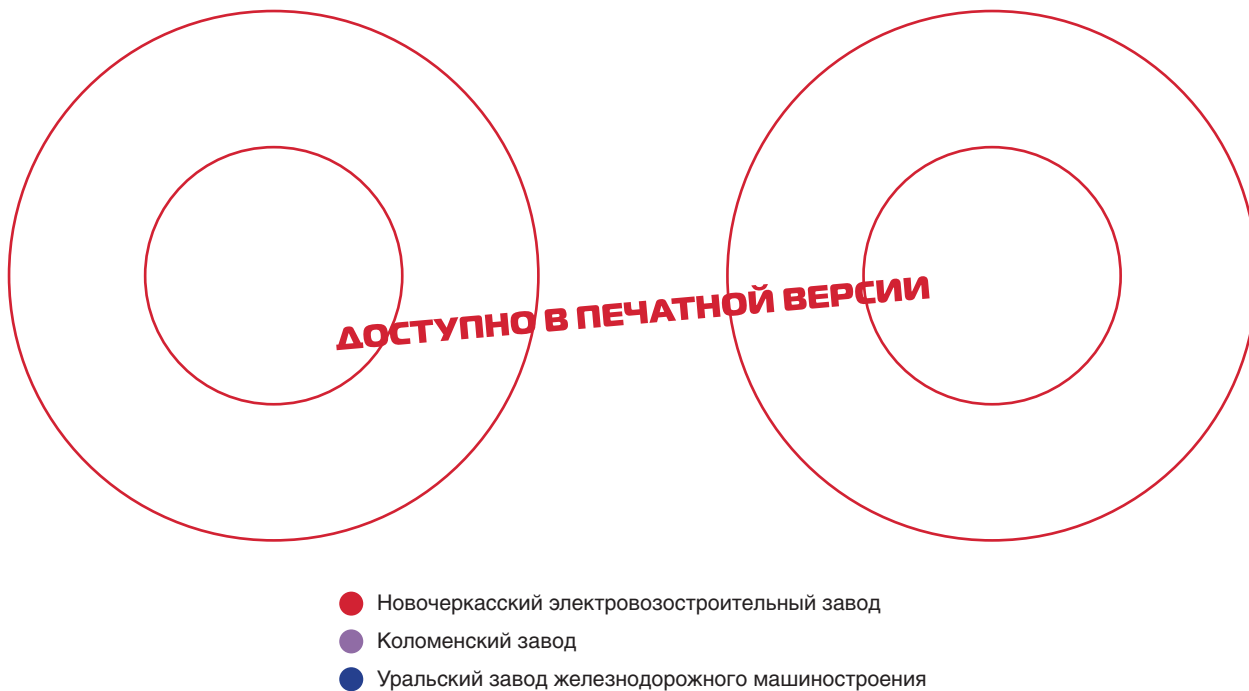 ДОСТУПНО В ПЕЧАТНОЙ ВЕРСИИ
Новочеркасский электровозостроительный завод
Коломенский завод
Уральский завод железнодорожного машиностроения